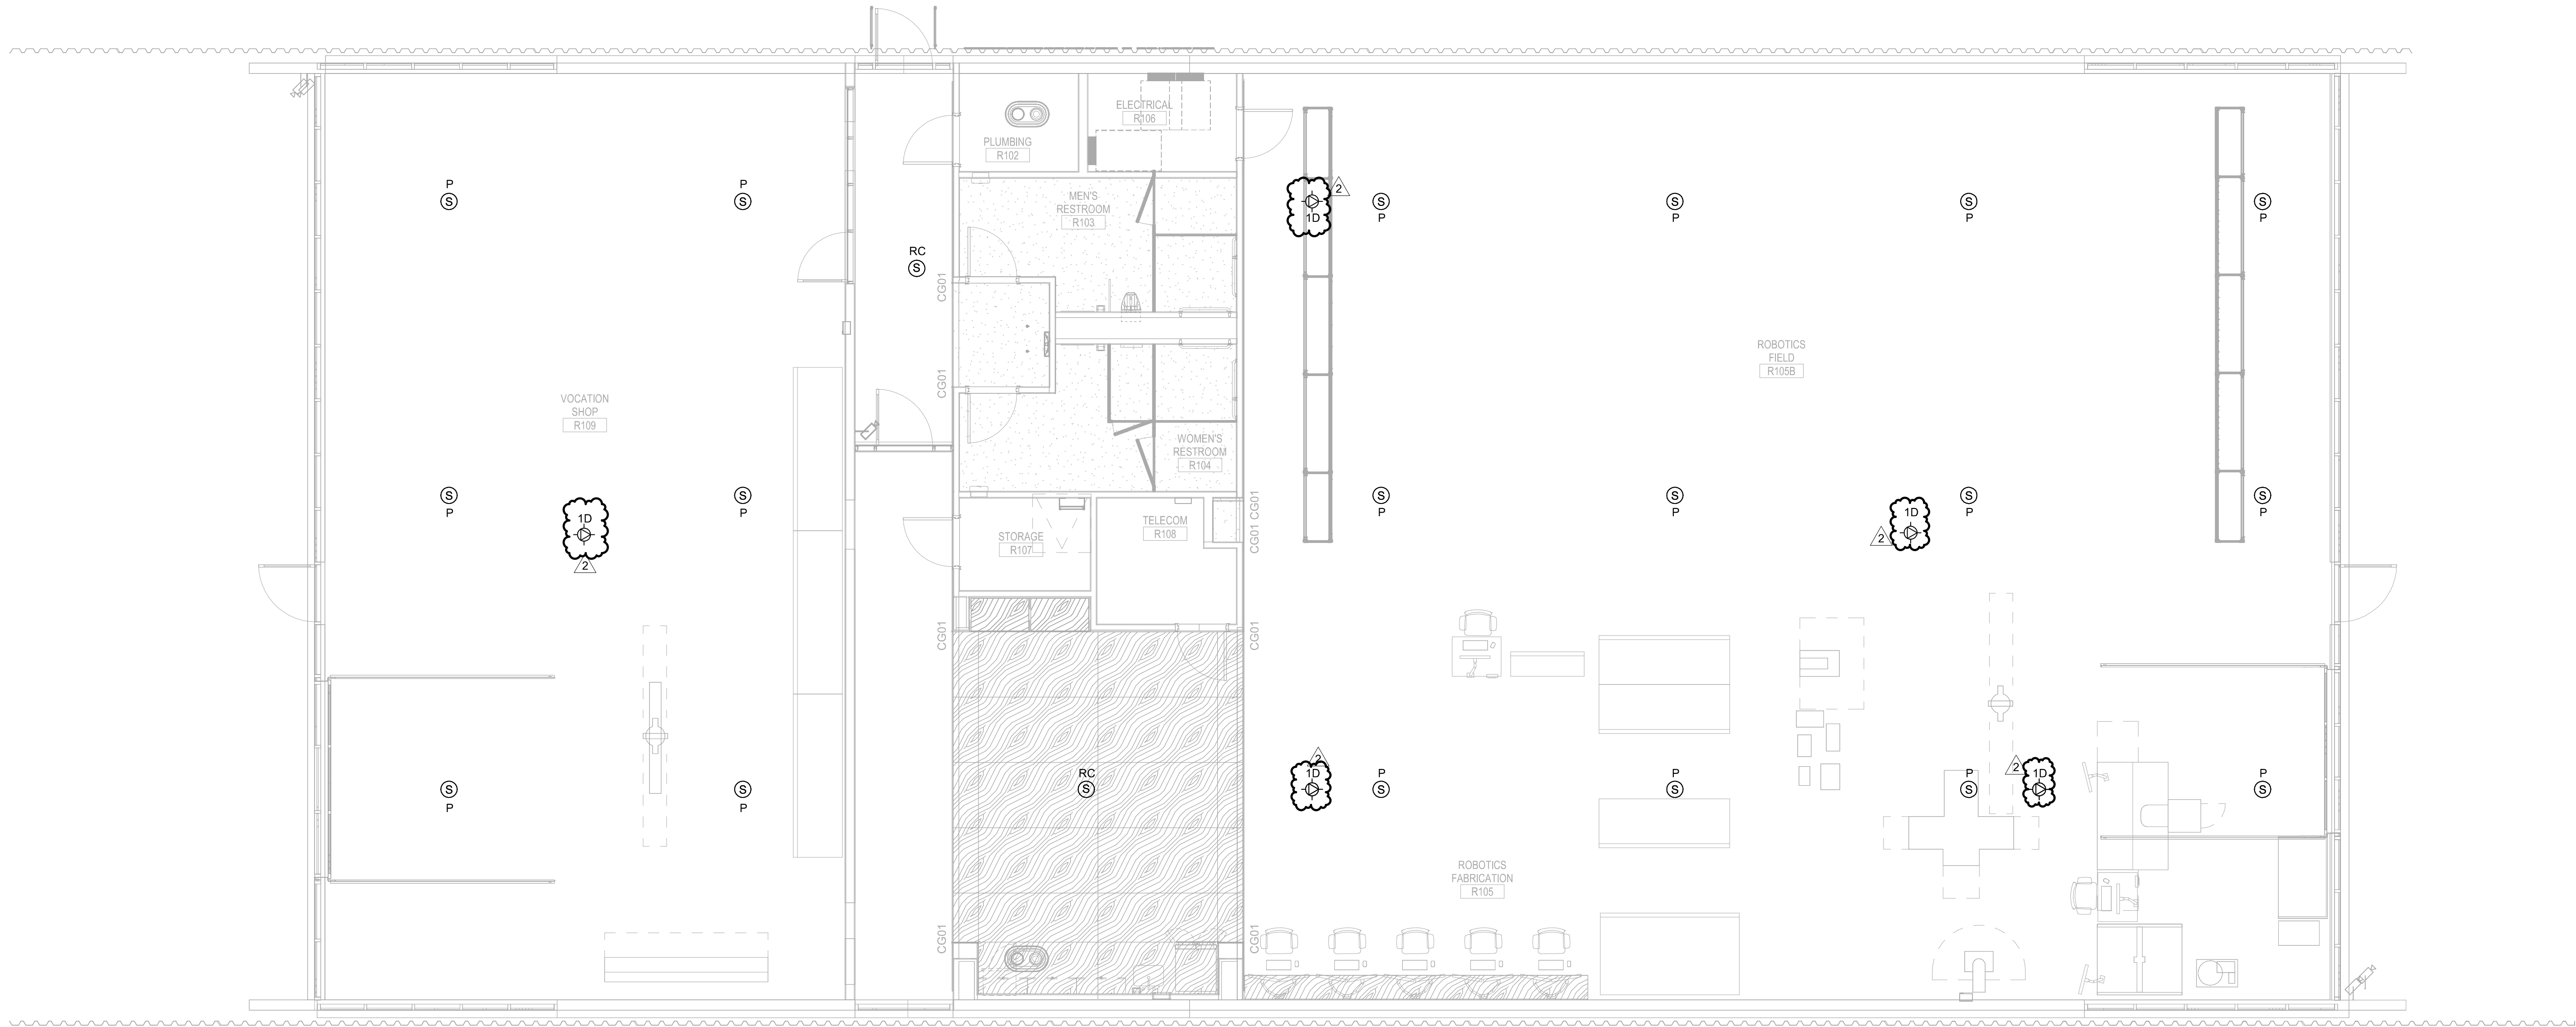 ELECTRICAL
R106
PLUMBING
R102
P
S
P
S
MEN'S
RESTROOM
R103
2
1D
S
P
S
P
S
P
S
P
RC
S
CG01
CG01
ROBOTICS
FIELD
R105B
VOCATION
SHOP
R109
WOMEN'S
RESTROOM
R104
S
P
S
P
1D
2
CG01
CG01
TELECOM
R108
STORAGE
R107
S
P
S
P
S
P
S
P
1D
2
CG01
CG01
S
P
S
P
RC
S
2
1D
P
S
P
S
P
S
2
1D
P
S
ROBOTICS
FABRICATION
R105
CG01
CG01